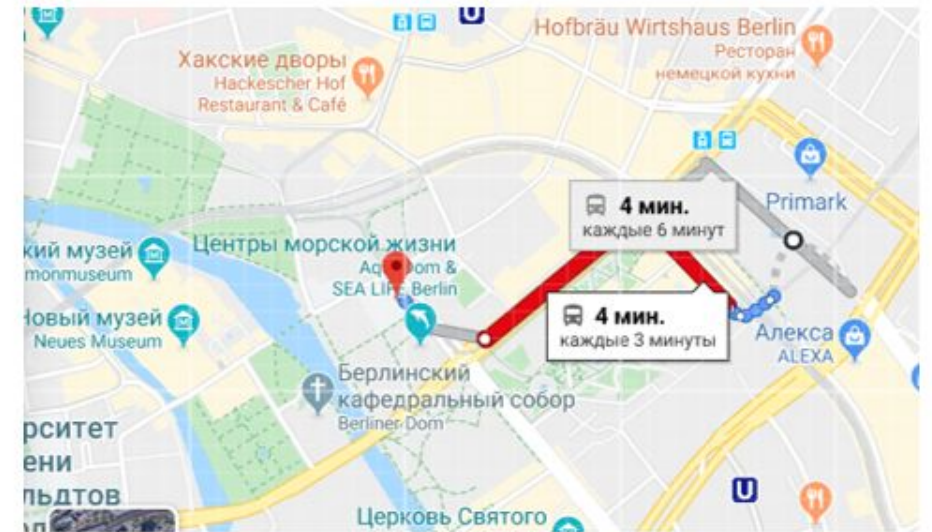 U
Hofbräu Wirtshaus Berlin
Ресторан
немецкой кухни
Хакские дворы
Hackescher Hof
Restaurant & Café
Primark
4 мин.
каждые 6 минут
кий музей
monmuseum
Центры морской жизни
SEA LIFE Berlin
4 мин.
каждые 3 минуты
Новый музей
Neues Museum
Алекса
ALEXA
Берлинский
кафедральный собор
Berliner Dom
рситет
ени
льдтов
U
Церковь Святого